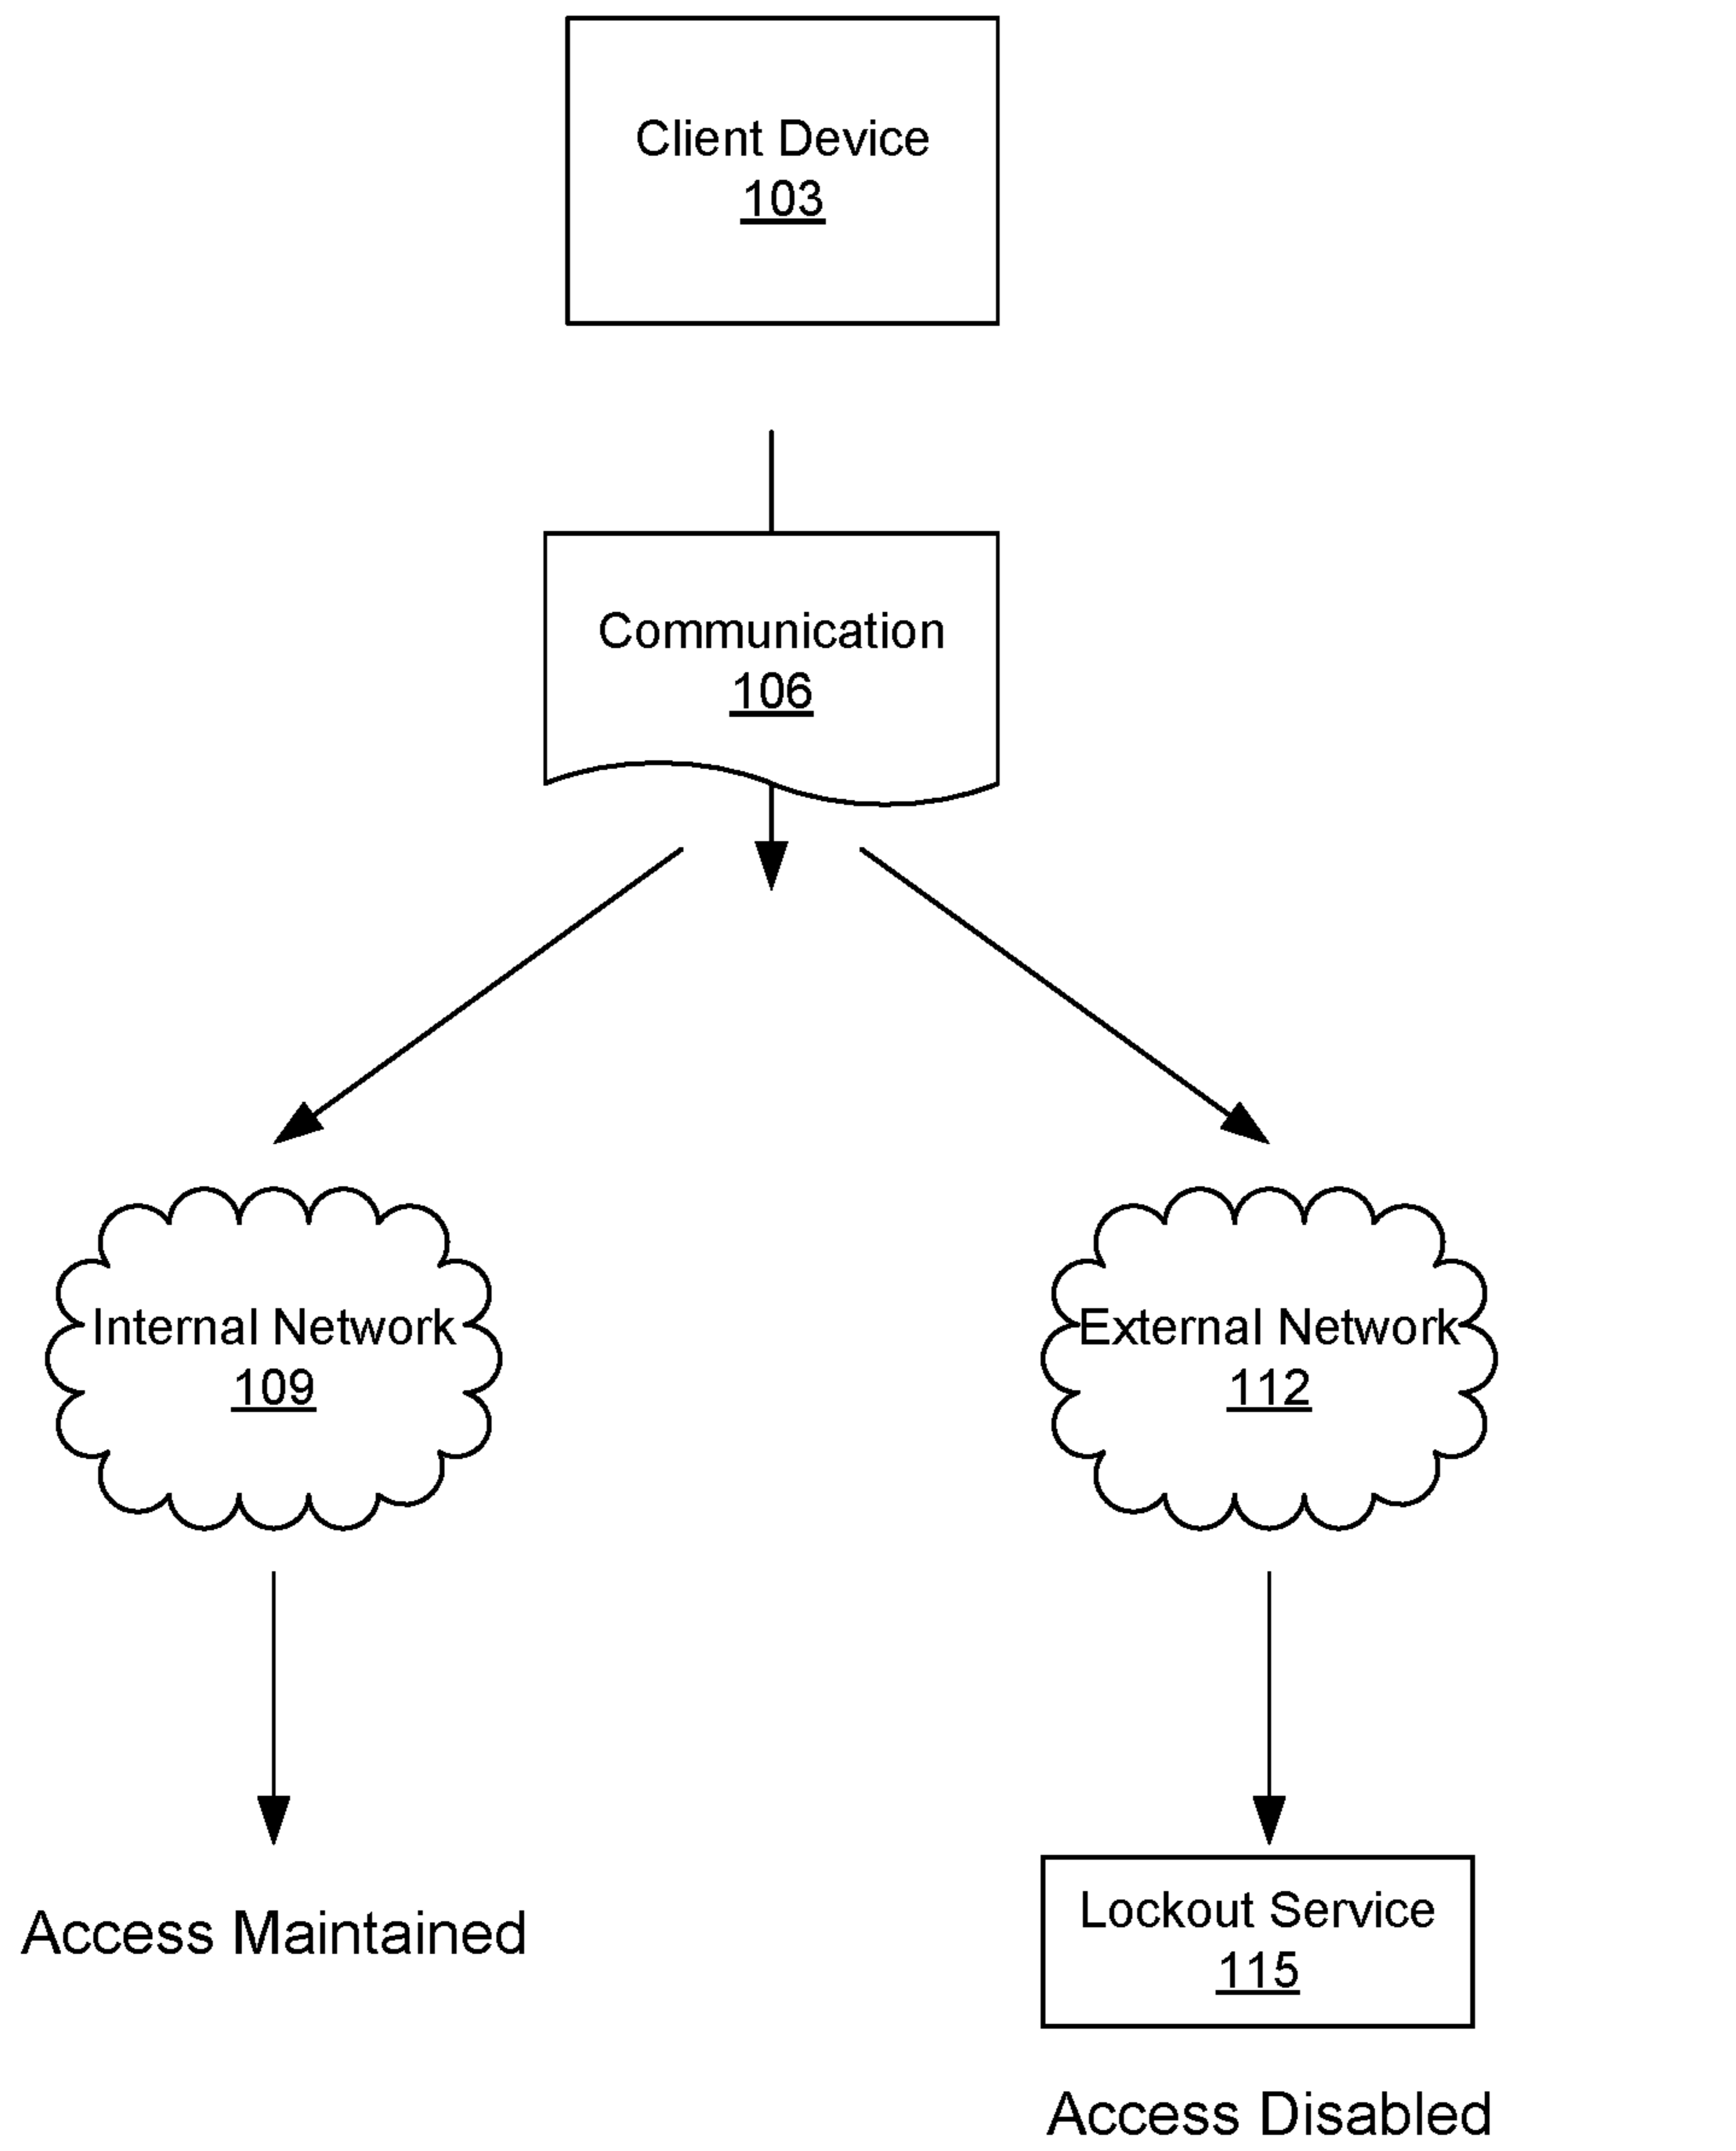 Client Device
103
Communication
106
Internal Network
109
External Network
112
Access Maintained
Lockout Service
115
Access Disabled